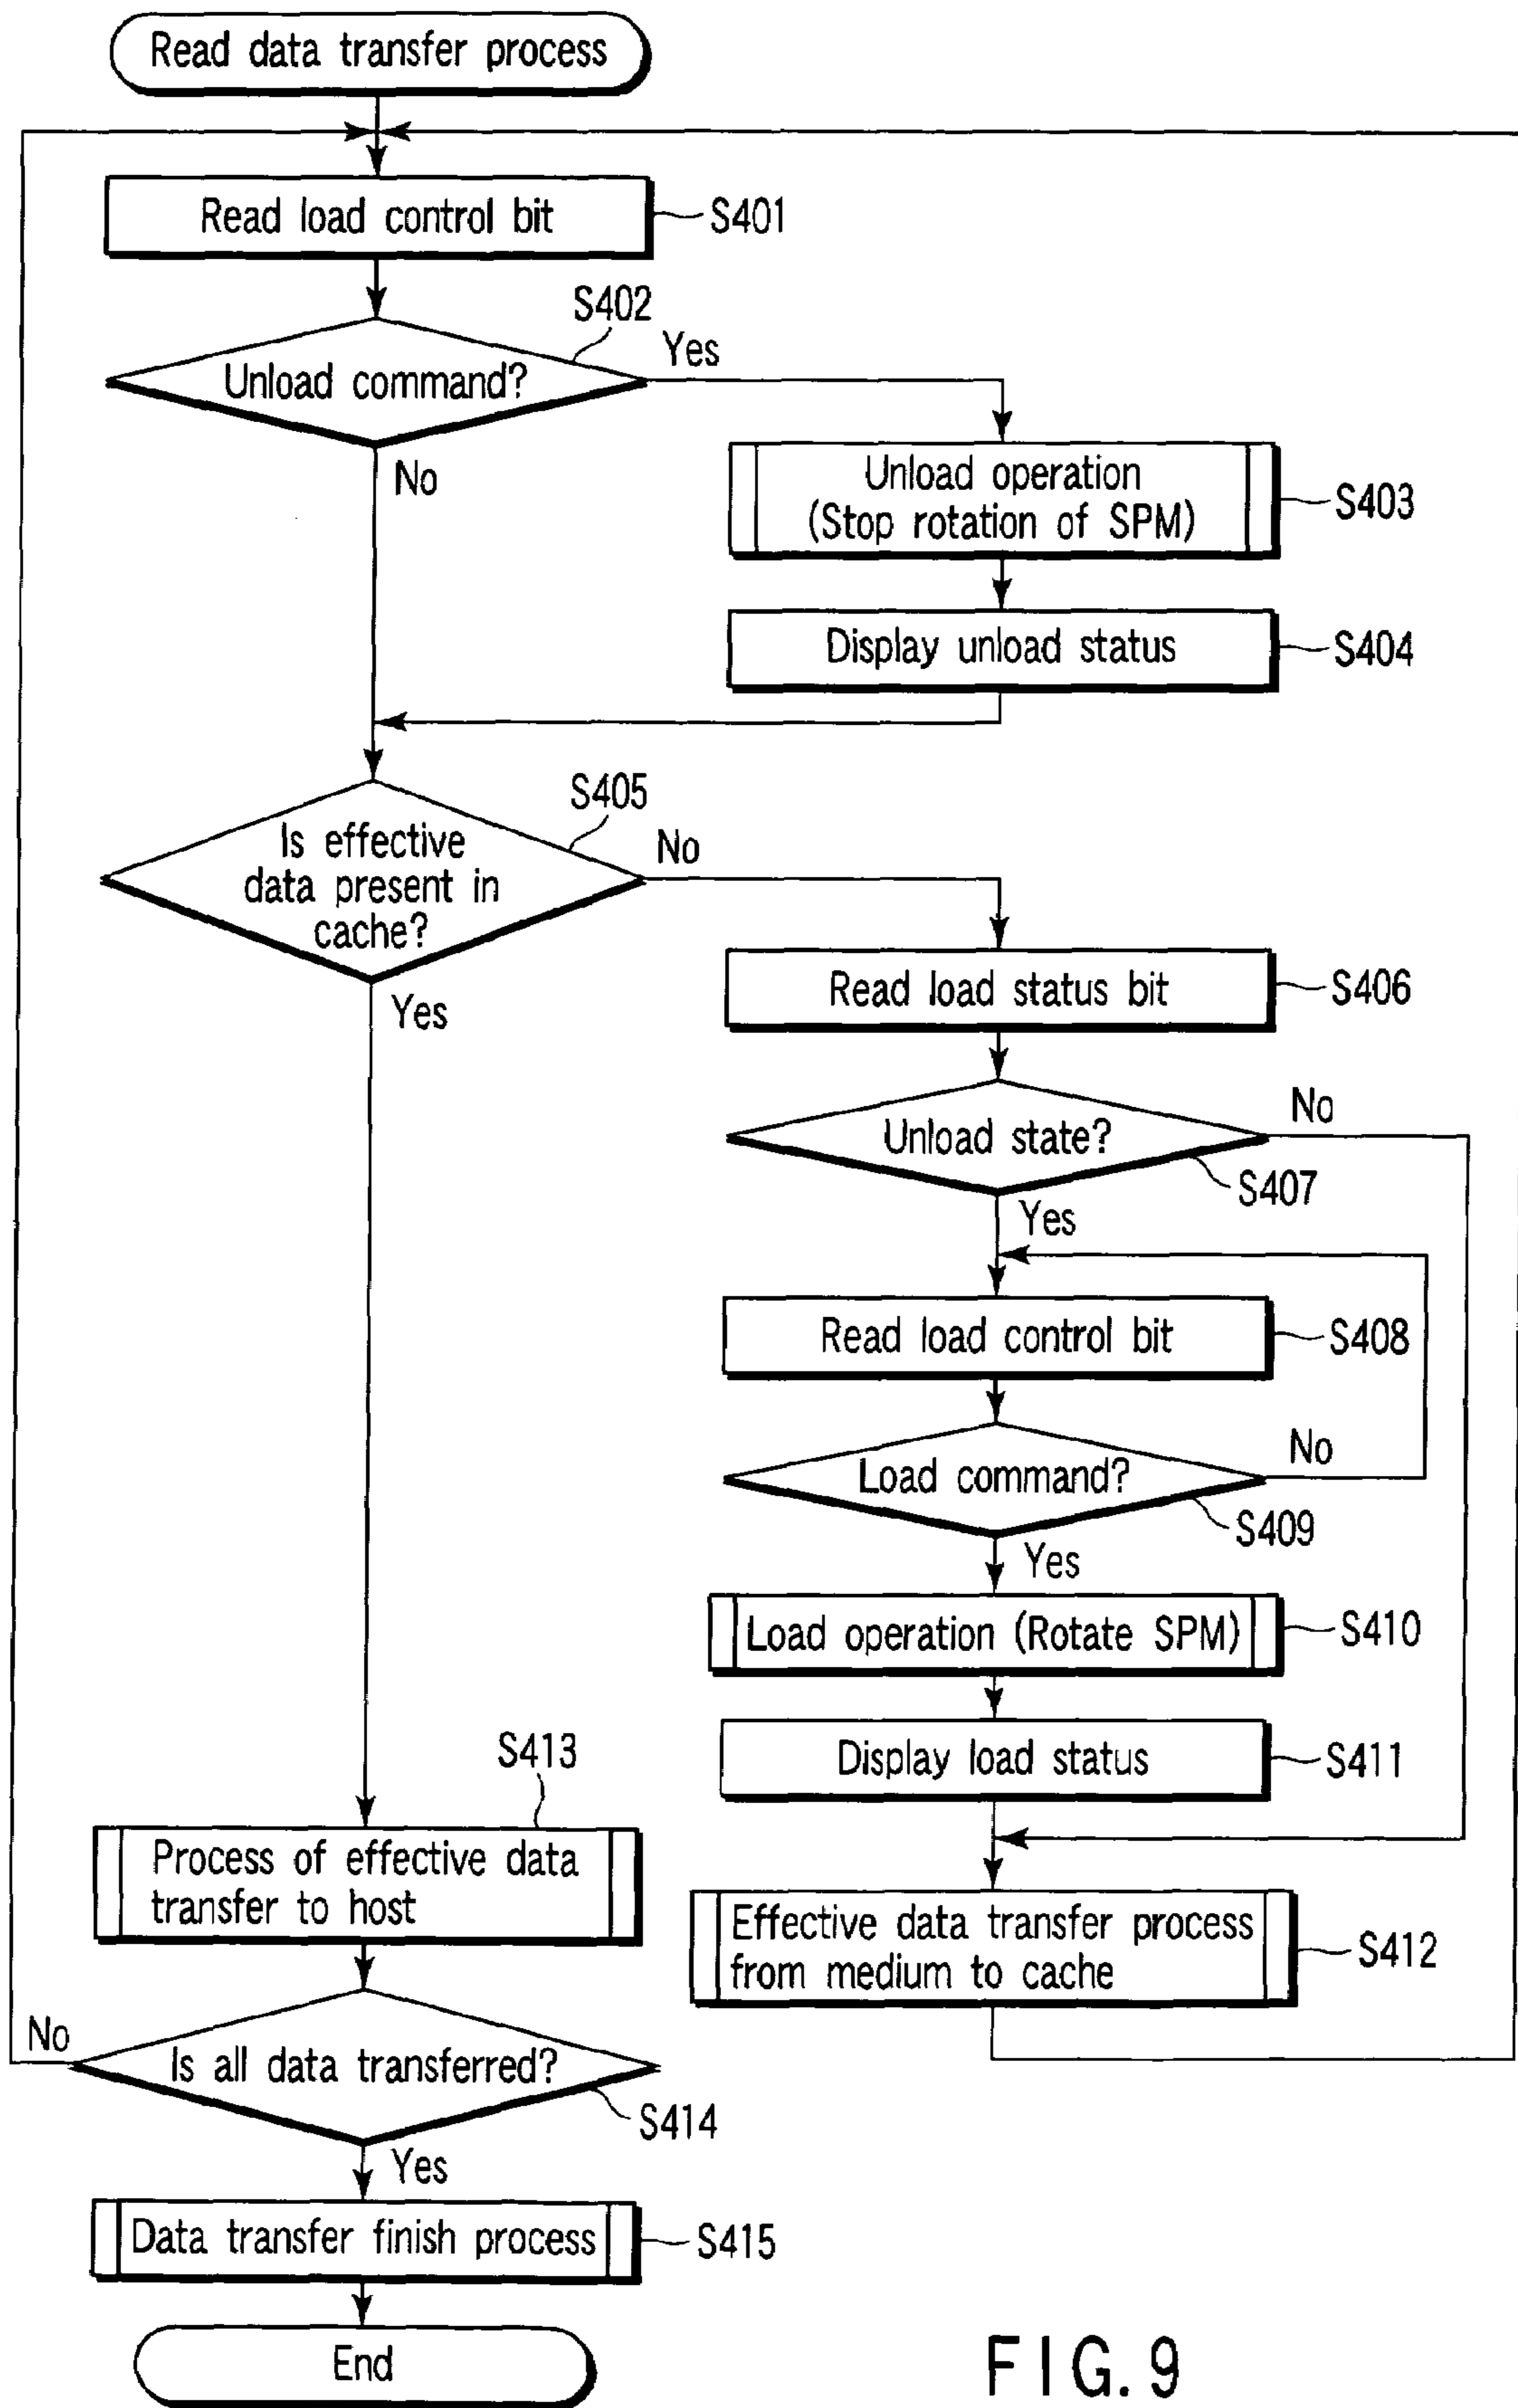 Read data transfer process
Read load control bit
S401
S402
Unload command?
Yes
No
Unload operation
(Stop rotation of SPM)
S403
Display unload status
S404
S405
Is effective
data present in
cache?
No
Yes
Read load status bit
S406
Unload state?
No
S407
Yes
Read load control bit
S408
Load command?
No
S409
Yes
Load operation (Rotate SPM)
S410
Display load status
S411
S413
Process of effective data
transfer to host
Effective data transfer process
from medium to cache
S412
No
Is all data transferred?
S414
Yes
Data transfer finish process
S415
End
FIG. 9